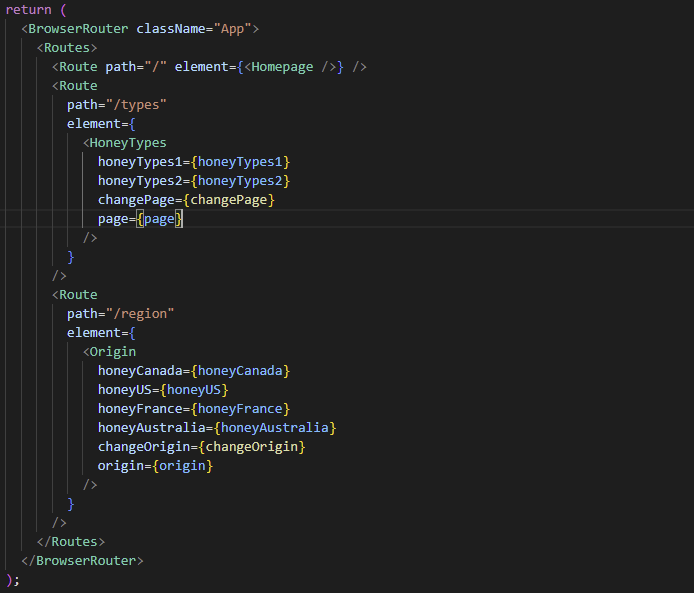 return (
<BrowserRouter className="App">
<Routes>
<Route path="/" element={<Homepage />} />
<Route
path="/types"
element={
<HoneyTypes
honeyTypes1={honeyTypes1}
honeyTypes2={honeyTypes2}
changePage={changePage}
page={page}
/>
}
/>
<Route
path="/region"
element={
<Origin
honeyCanada={honeyCanada}
honeyUS={honeyUS}
honeyFrance={honeyFrance}
honeyAustralia={honeyAustralia}
changeOrigin={changeOrigin}
origin={origin}
/>
}
/>
</Routes>
</BrowserRouter>
);